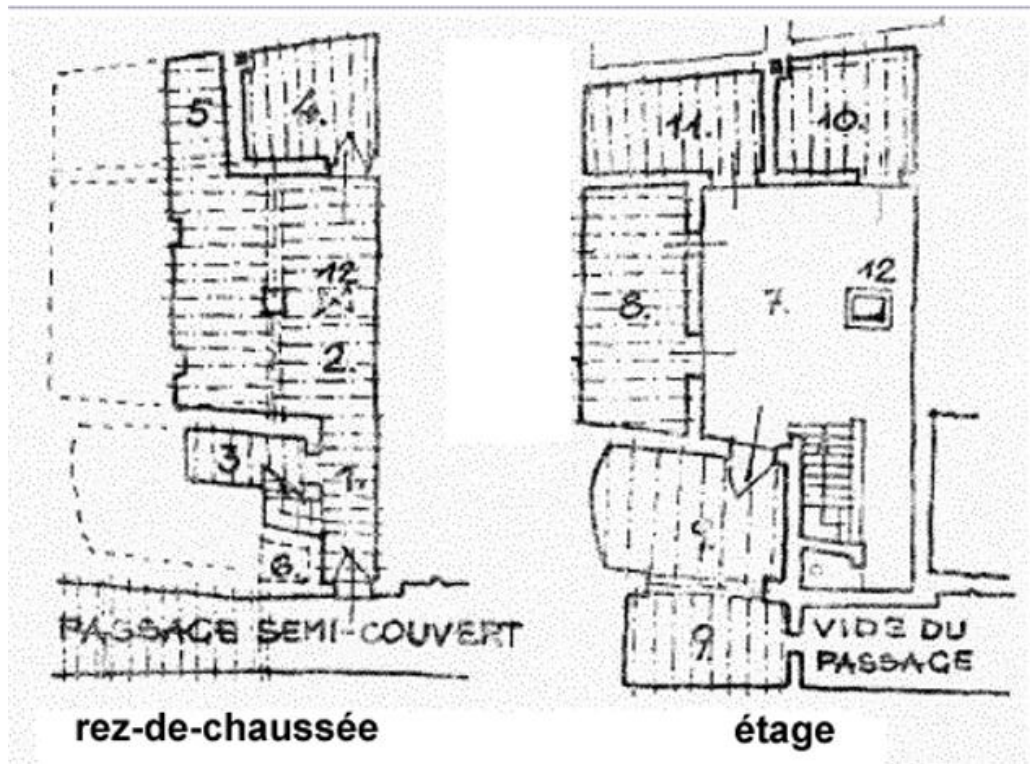 5
4.
11.
10.
12
2.
8.
7.
12
3
1.
6.
9.
9
PASSAGE SEMI-COUVERT
VIDE DU
PASSAGE
rez-de-chaussée
étage